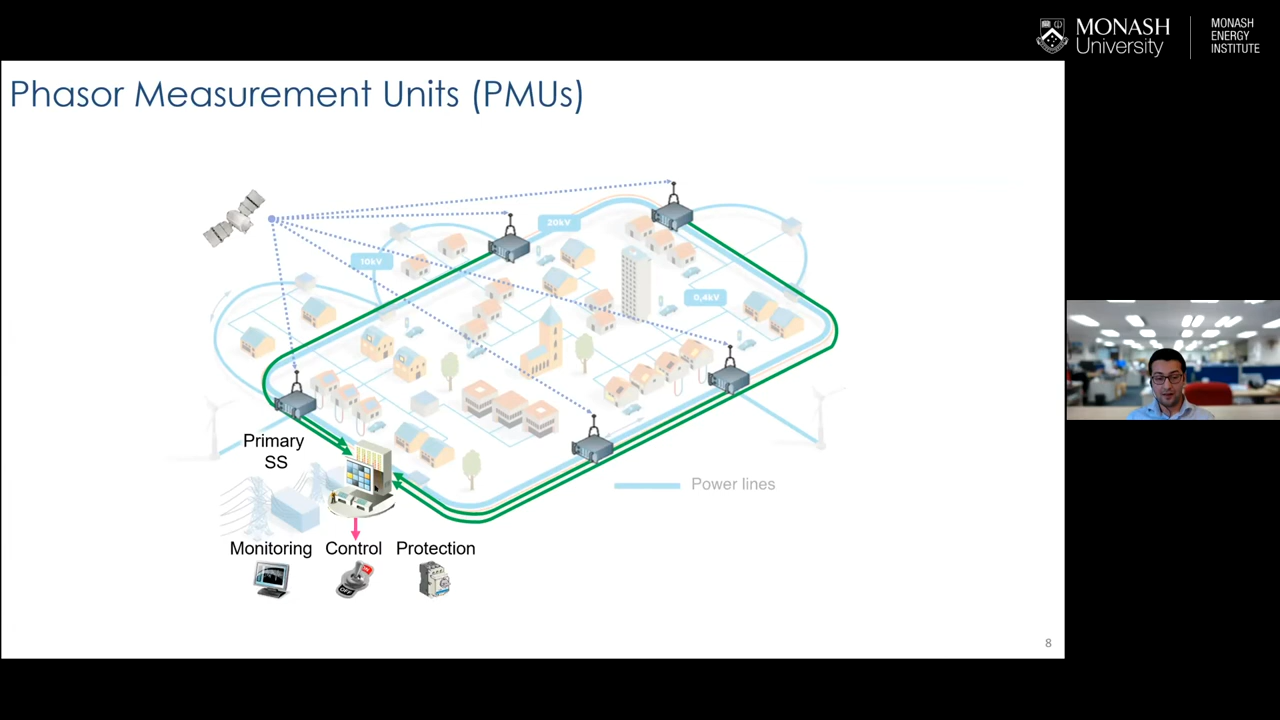 MONASH
University
MONASH
ENERGY
INSTITUTE
Phasor Measurement Units (PMUs)
20kV
10kV
0,4kV
Primary
SS
Power lines
Monitoring
Control
Protection
OFF
8